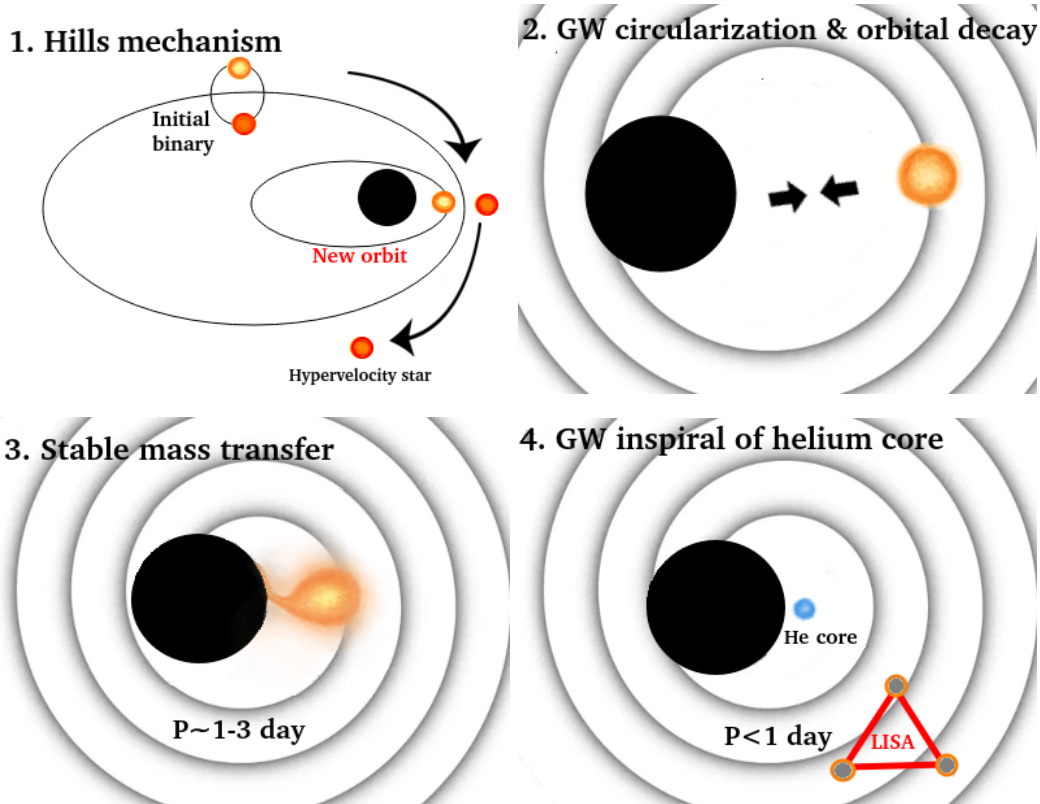 1. Hills mechanism
Initial
binary
New orbit
Hypervelocity star
2. GW circularization & orbital decay
3. Stable mass transfer
P~1-3 day
4. GW inspiral of helium core
He core
P<1 day
LISA